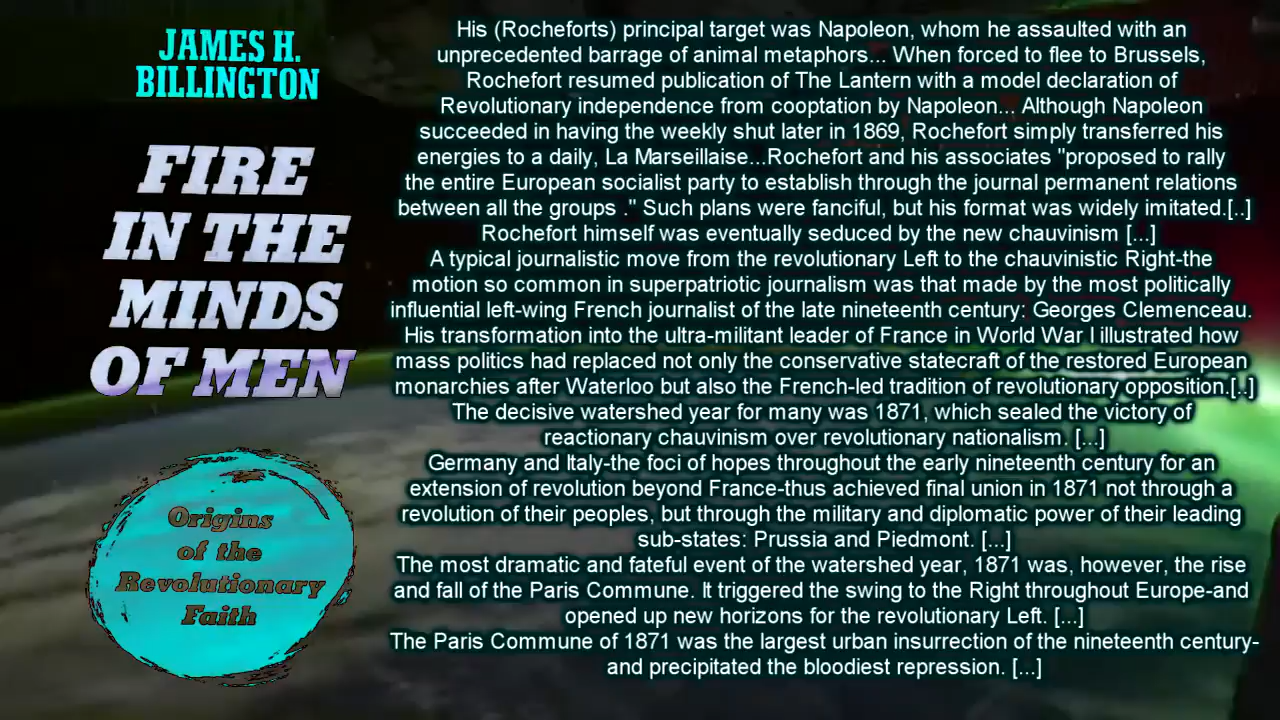 JAMES H.
BILLINGTON
FIRE
IN THE
MINDS
OF MEN
Origins
of the
Revolutionary
Faith
His (Rocheforts) principal target was Napoleon, whom he assaulted with an
unprecedented barrage of animal metaphors... When forced to flee to Brussels,
Rochefort resumed publication of The Lantern with a model declaration of
Revolutionary independence from cooptation by Napoleon... Although Napoleon
succeeded in having the weekly shut later in 1869, Rochefort simply transferred his
energies to a daily, La Marseillaise...Rochefort and his associates "proposed to rally
the entire European socialist party to establish through the journal permanent relations
between all the groups ." Such plans were fanciful, but his format was widely imitated.[..]
Rochefort himself was eventually seduced by the new chauvinism [...]
A typical journalistic move from the revolutionary Left to the chauvinistic Right-the
motion so common in superpatriotic journalism was that made by the most politically
influential left-wing French journalist of the late nineteenth century: Georges Clemenceau.
His transformation into the ultra-militant leader of France in World War I illustrated how
mass politics had replaced not only the conservative statecraft of the restored European
monarchies after Waterloo but also the French-led tradition of revolutionary opposition.[..]
The decisive watershed year for many was 1871, which sealed the victory of
reactionary chauvinism over revolutionary nationalism. [...]
Germany and Italy-the foci of hopes throughout the early nineteenth century for an
extension of revolution beyond France-thus achieved final union in 1871 not through a
revolution of their peoples, but through the military and diplomatic power of their leading
sub-states: Prussia and Piedmont. [...]
The most dramatic and fateful event of the watershed year, 1871 was, however, the rise
and fall of the Paris Commune. It triggered the swing to the Right throughout Europe-and
opened up new horizons for the revolutionary Left. [...]
The Paris Commune of 1871 was the largest urban insurrection of the nineteenth century-
and precipitated the bloodiest repression. [...]